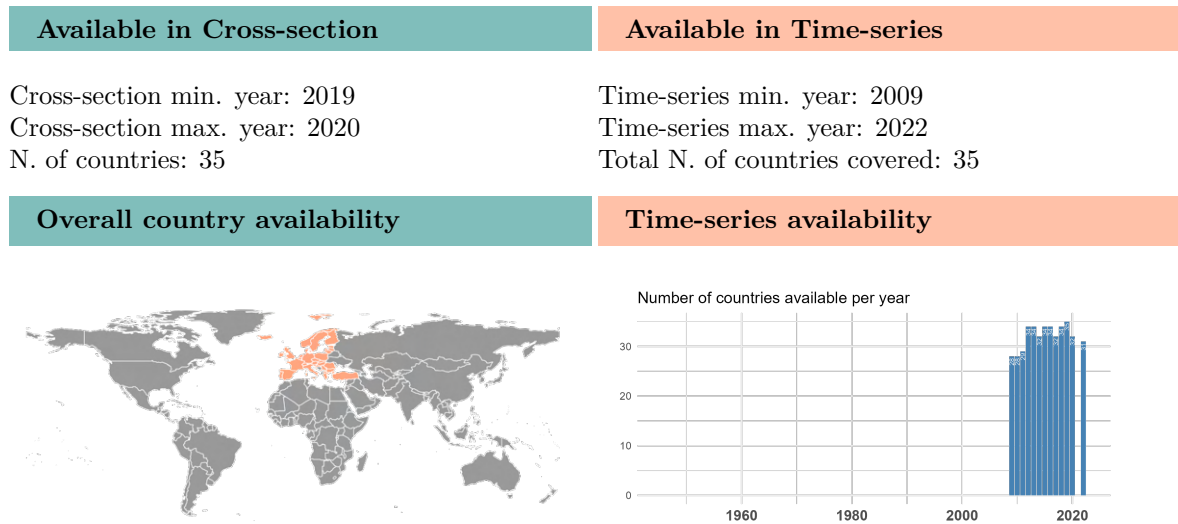 Available in Cross-section
Available in Time-series
Cross-section min. year: 2019
Cross-section max. year: 2020
N. of countries: 35
Time-series min. year: 2009
Time-series max. year: 2022
Total N. of countries covered: 35
Overall country availability
Time-series availability
Number of countries available per year
30
20
10
0
1960
1980
2000
2020